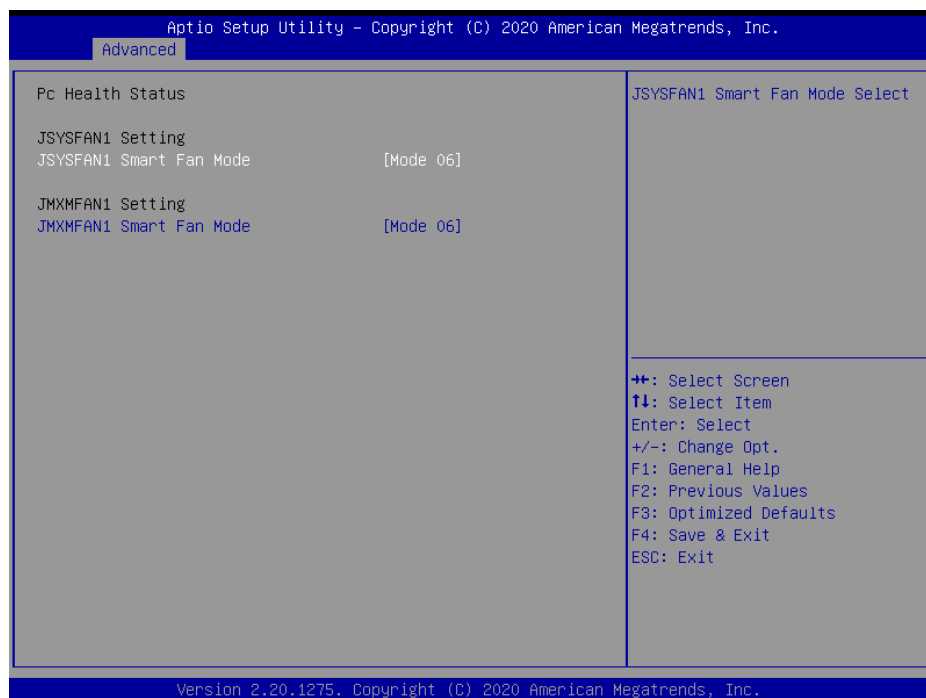 Aptio Setup Utility – Copyright (C) 2020 American Megatrends, Inc.
Advanced
Pc Health Status
JSYSFAN1 Setting
JSYSFAN1 Smart Fan Mode [Mode 06]
JMXMFAN1 Setting
JMXMFAN1 Smart Fan Mode [Mode 06]
JSYSFAN1 Smart Fan Mode Select
→←: Select Screen
↑↓: Select Item
Enter: Select
+/-: Change Opt.
F1: General Help
F2: Previous Values
F3: Optimized Defaults
F4: Save & Exit
ESC: Exit
Version 2.20.1275. Copyright (C) 2020 American Megatrends, Inc.